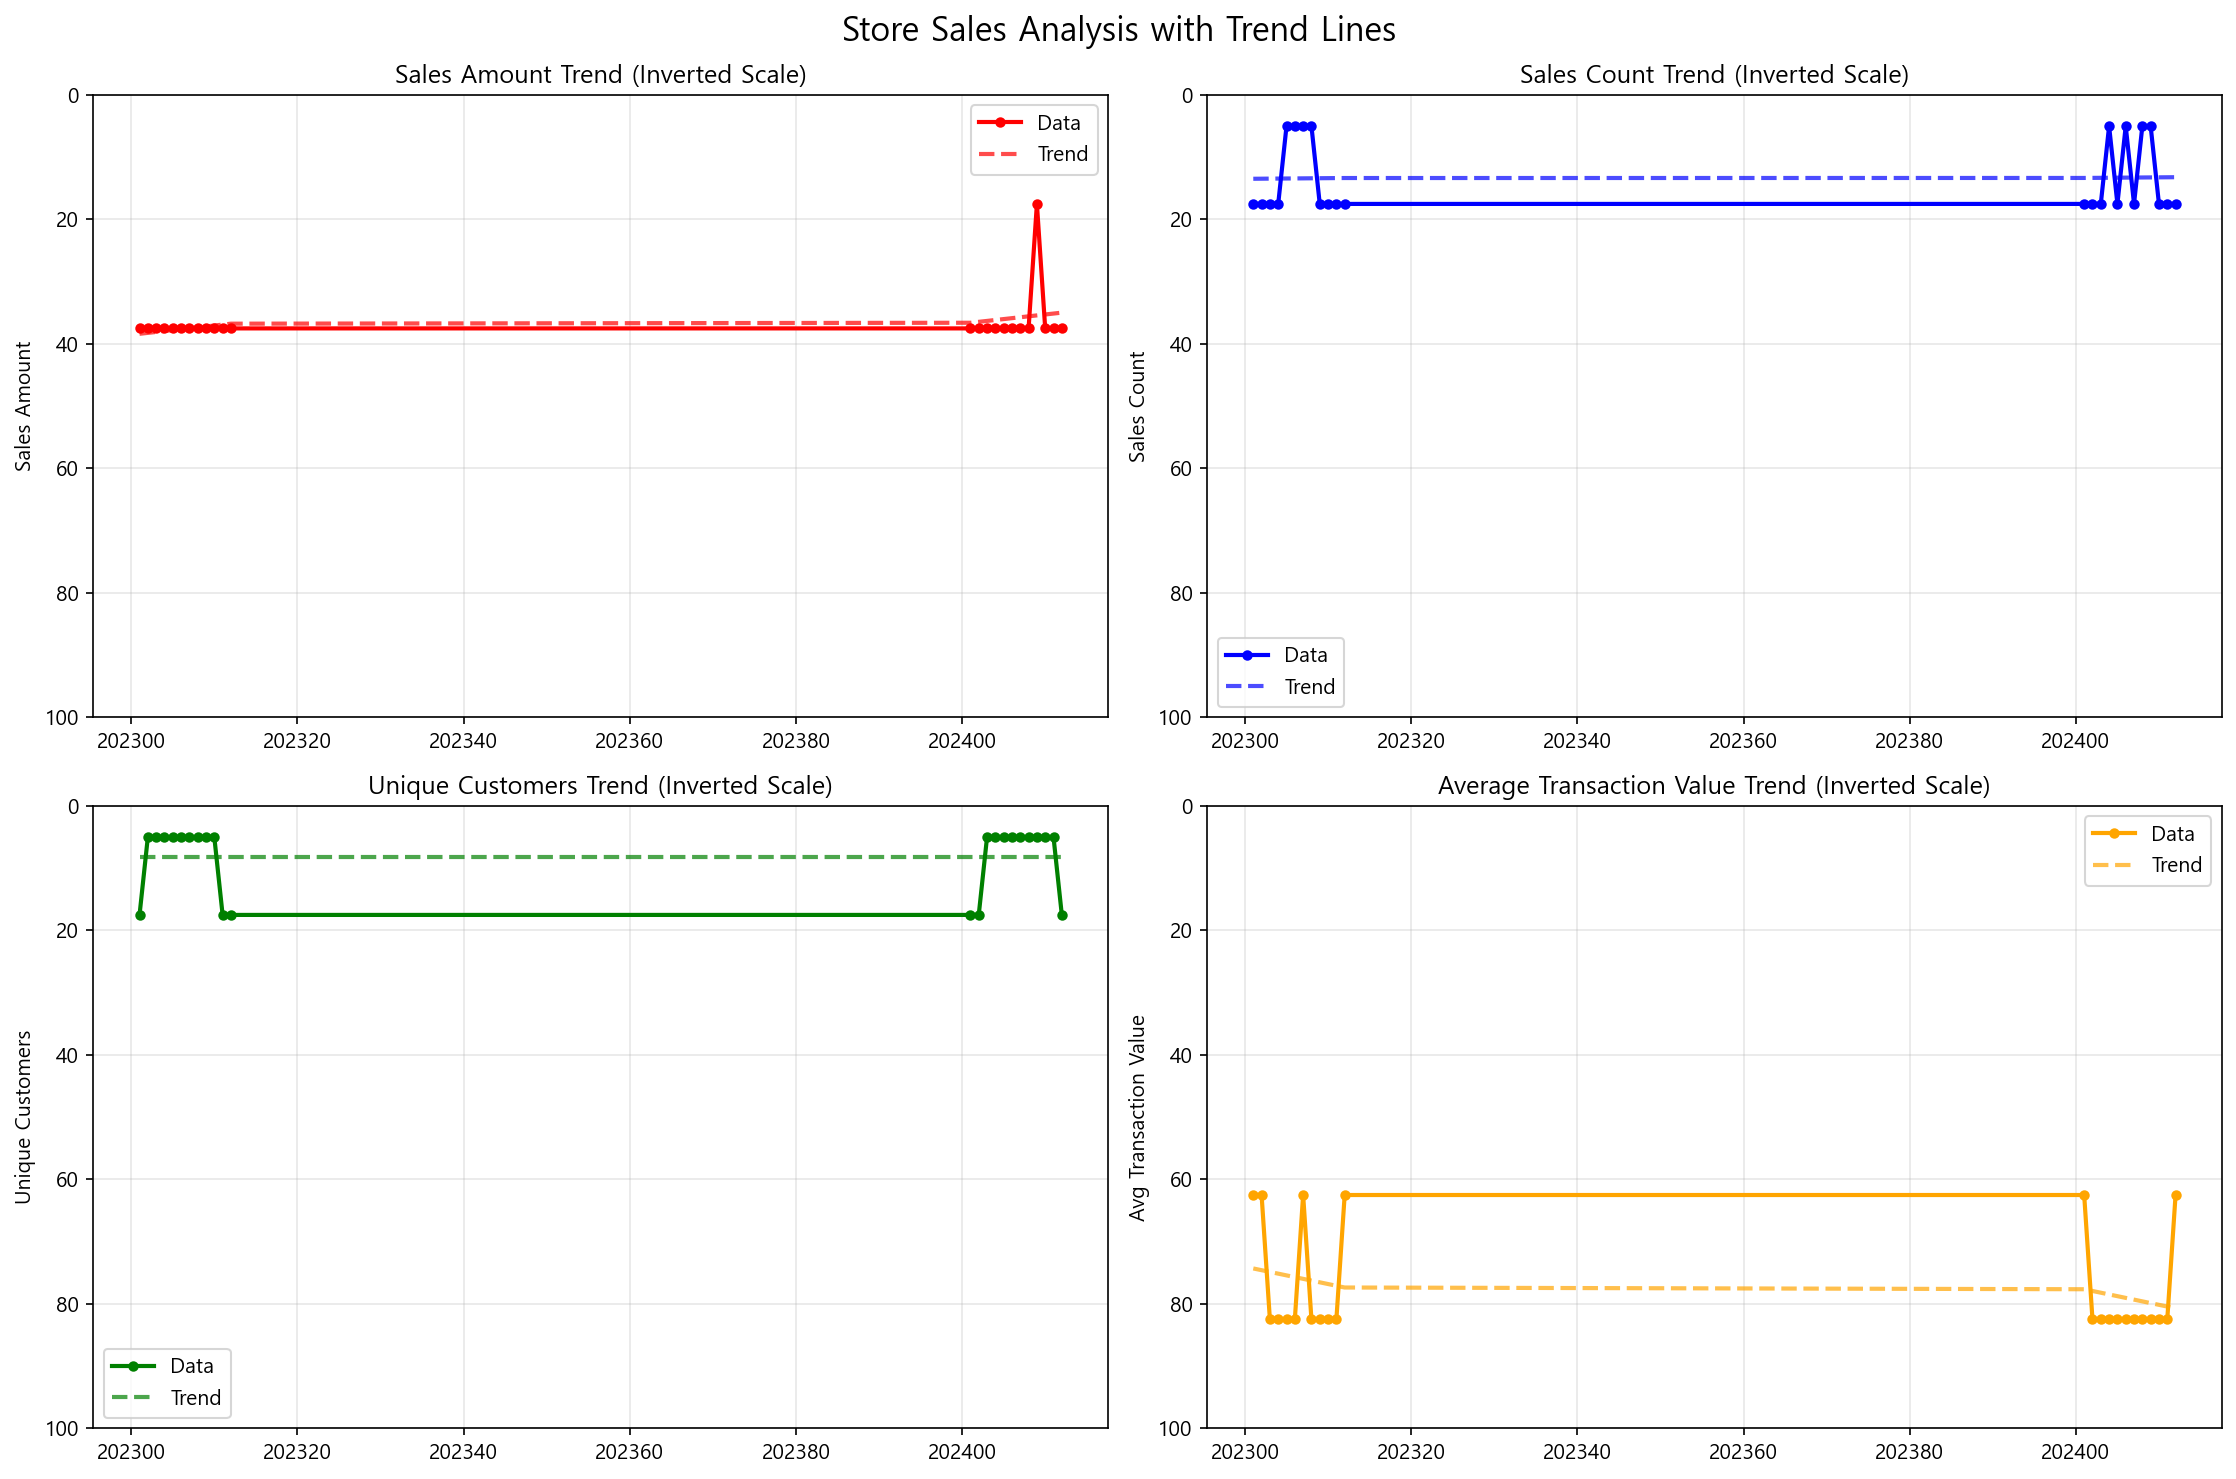 Store Sales Analysis with Trend Lines
Sales Amount Trend (Inverted Scale)
Sales Amount
0
20
40
60
80
100
202300
202320
202340
202360
202380
202400
Data
Trend
Sales Count Trend (Inverted Scale)
Sales Count
0
20
40
60
80
100
202300
202320
202340
202360
202380
202400
Data
Trend
Unique Customers Trend (Inverted Scale)
Unique Customers
0
20
40
60
80
100
202300
202320
202340
202360
202380
202400
Data
Trend
Average Transaction Value Trend (Inverted Scale)
Avg Transaction Value
0
20
40
60
80
100
202300
202320
202340
202360
202380
202400
Data
Trend